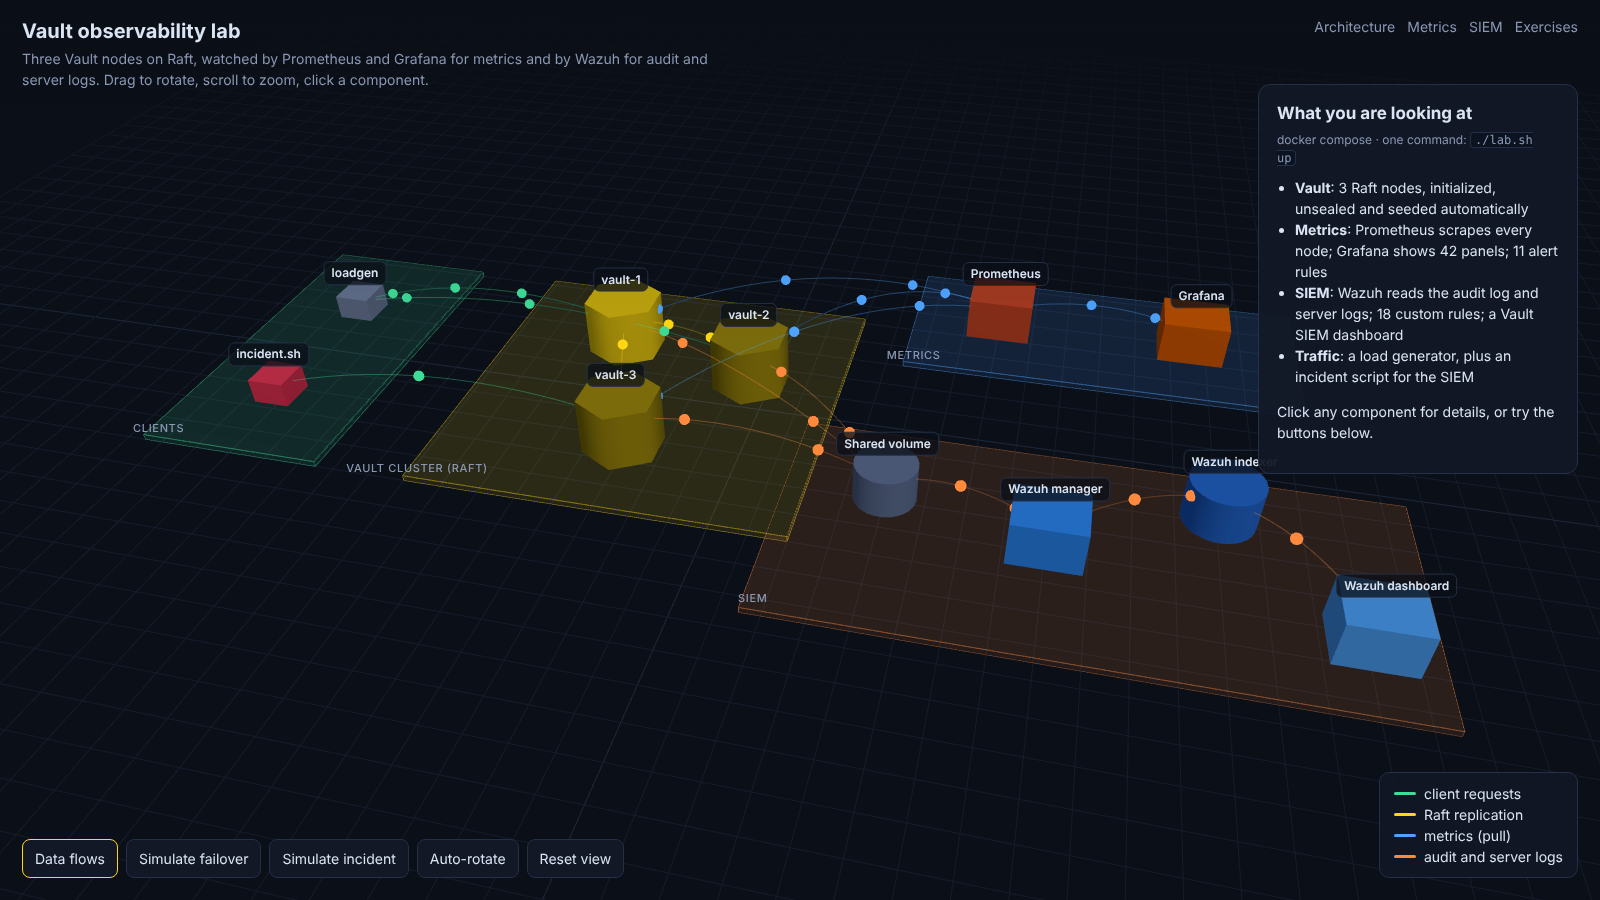 Vault observability lab
Three Vault nodes on Raft, watched by Prometheus and Grafana for metrics and by Wazuh for audit and
server logs. Drag to rotate, scroll to zoom, click a component.
Architecture Metrics SIEM Exercises
What you are looking at
docker compose · one command: ./lab.sh
up
• Vault: 3 Raft nodes, initialized,
unsealed and seeded automatically
• Metrics: Prometheus scrapes every
node; Grafana shows 42 panels; 11 alert
rules
• SIEM: Wazuh reads the audit log and
server logs; 18 custom rules; a Vault
SIEM dashboard
• Traffic: a load generator, plus an
incident script for the SIEM
Click any component for details, or try the
buttons below.
loadgen
incident.sh
CLIENTS
vault-1
vault-2
vault-3
VAULT CLUSTER (RAFT)
Prometheus
Grafana
METRICS
Shared volume
Wazuh manager
Wazuh indexer
Wazuh dashboard
SIEM
Data flows
Simulate failover
Simulate incident
Auto-rotate
Reset view
client requests
Raft replication
metrics (pull)
audit and server logs